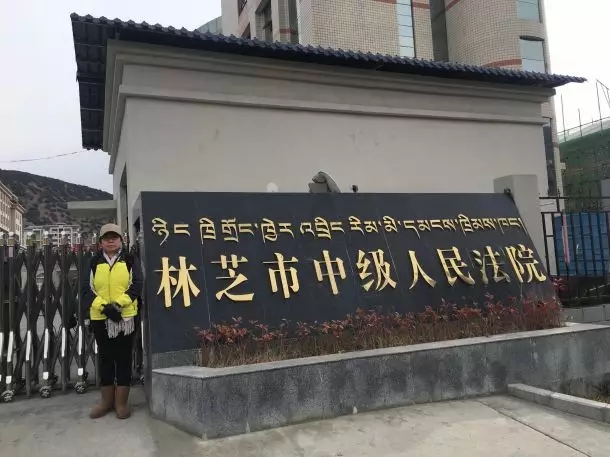 ཉིང་ཁྲི་གྲོང་ཁྱེར་འབྲིང་རིམ་མི་དམངས་ཁྲིམས་ཁང་།
林芝市中级人民法院